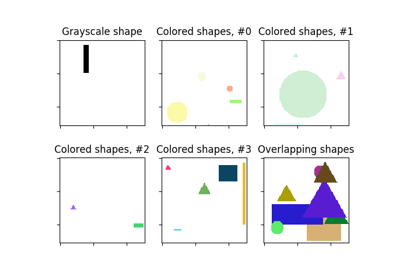 Grayscale shape
Colored shapes, #0
Colored shapes, #1
Colored shapes, #2
Colored shapes, #3
Overlapping shapes